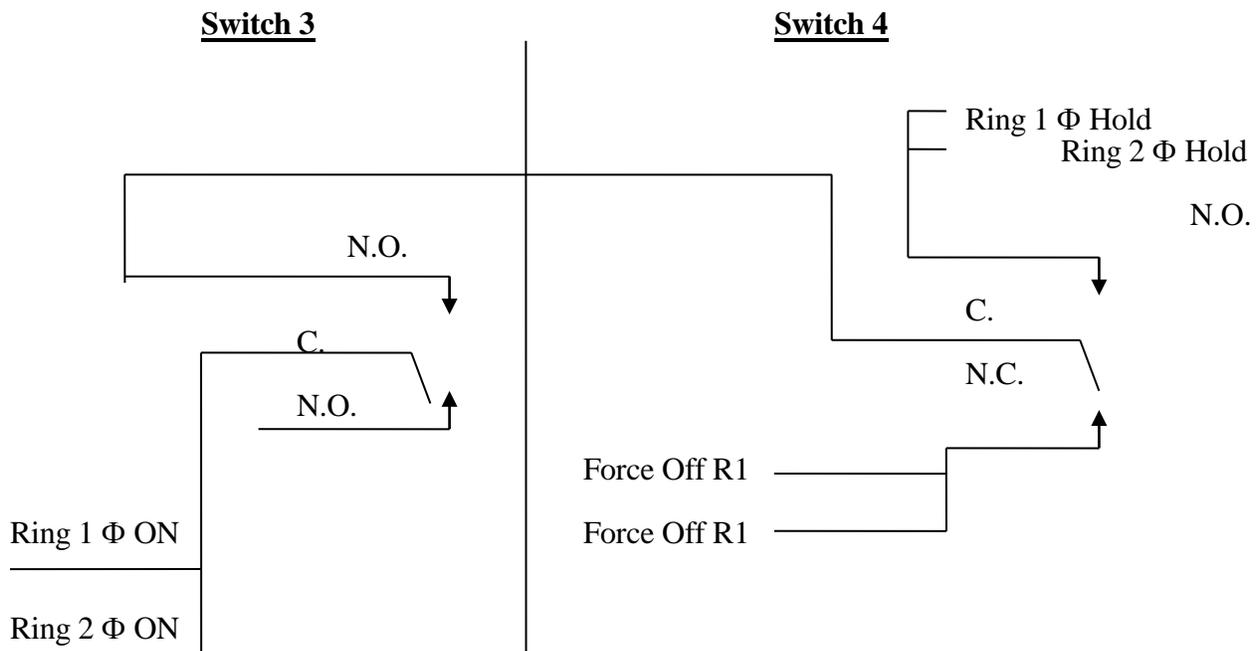 Switch 3
Switch 4
Ring 1 Φ Hold
Ring 2 Φ Hold
N.O.
N.O.
C.
C.
N.C.
N.O.
Force Off R1
Ring 1 Φ ON
Force Off R1
Ring 2 Φ ON